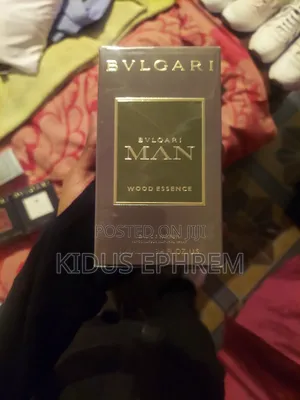 BVLGARI
BVLGARI
MAN
WOOD ESSENCE
POSTED ON JIJI
KIDUS EPHREM